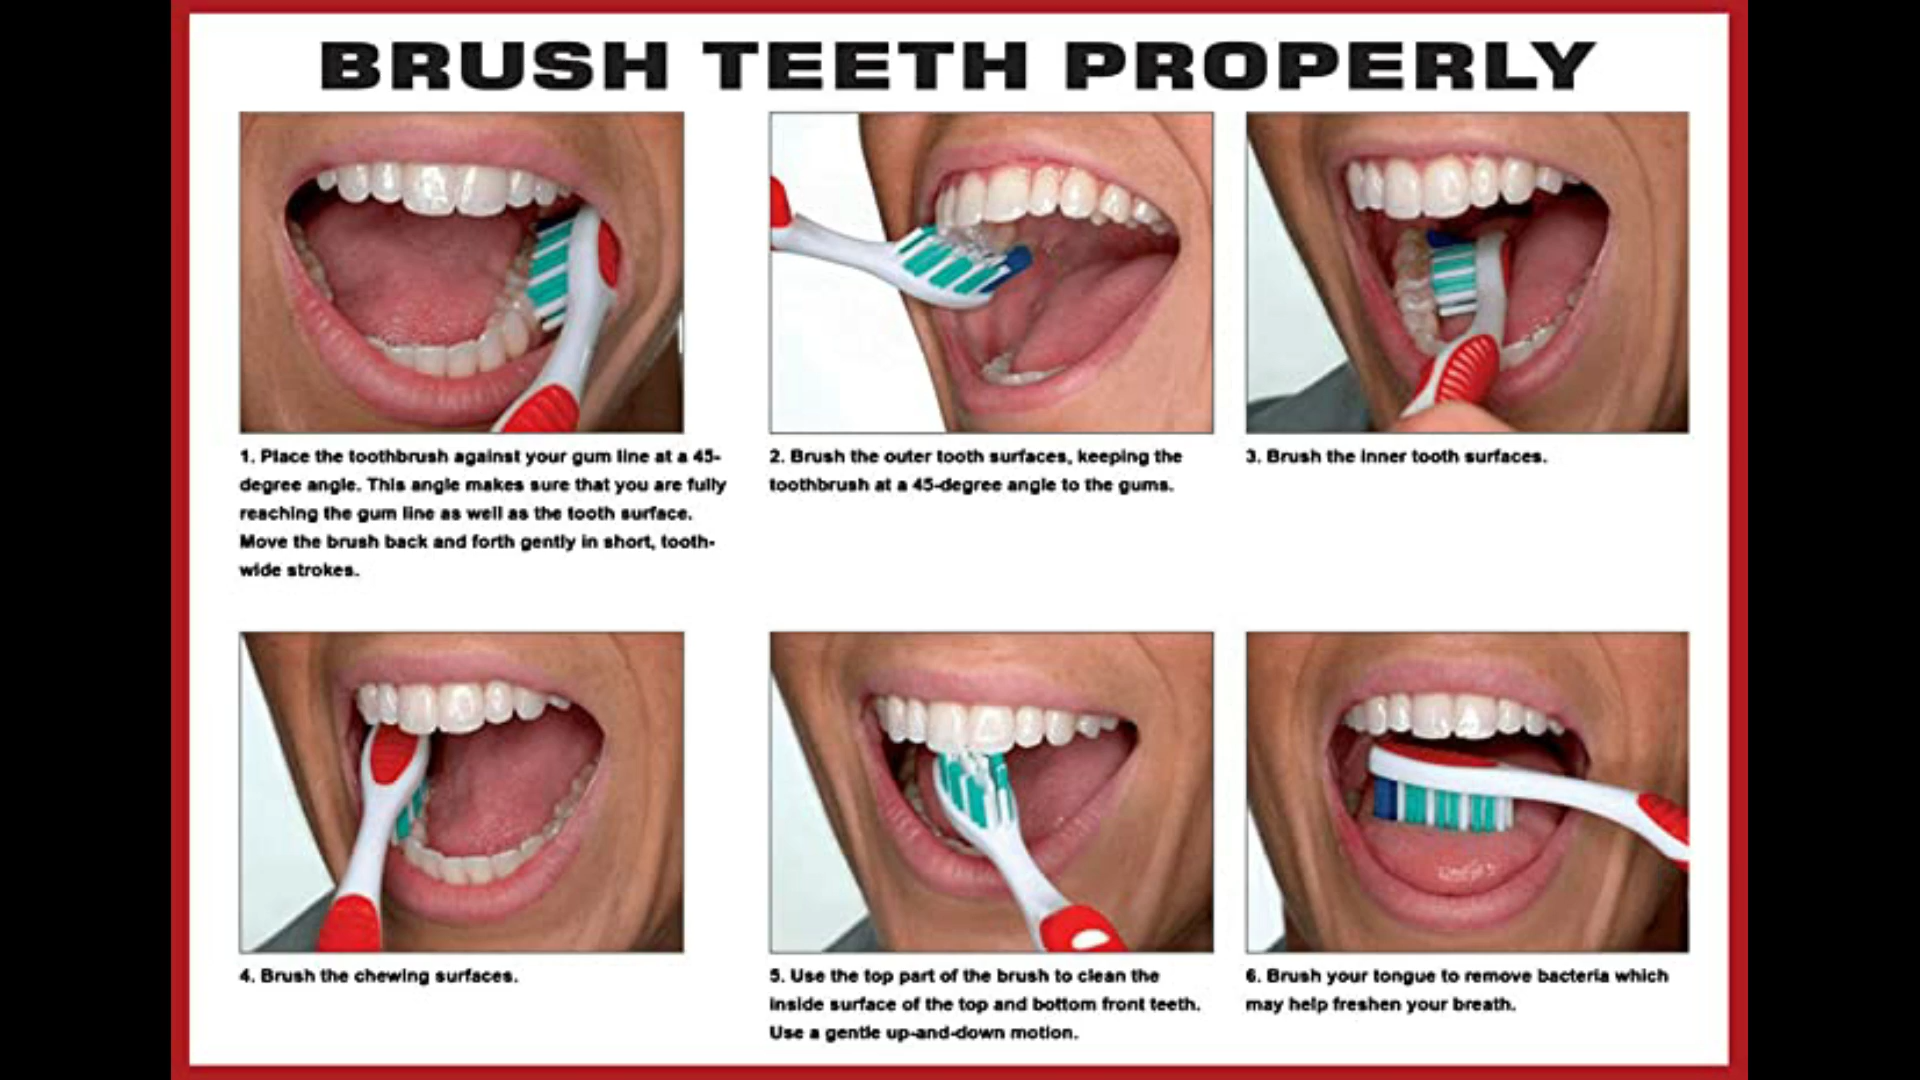 BRUSH TEETH PROPERLY
1. Place the toothbrush against your gum line at a 45-
degree angle. This angle makes sure that you are fully
reaching the gum line as well as the tooth surface.
Move the brush back and forth gently in short, tooth-
wide strokes.
2. Brush the outer tooth surfaces, keeping the
toothbrush at a 45-degree angle to the gums.
3. Brush the inner tooth surfaces.
4. Brush the chewing surfaces.
5. Use the top part of the brush to clean the
inside surface of the top and bottom front teeth.
Use a gentle up-and-down motion.
6. Brush your tongue to remove bacteria which
may help freshen your breath.